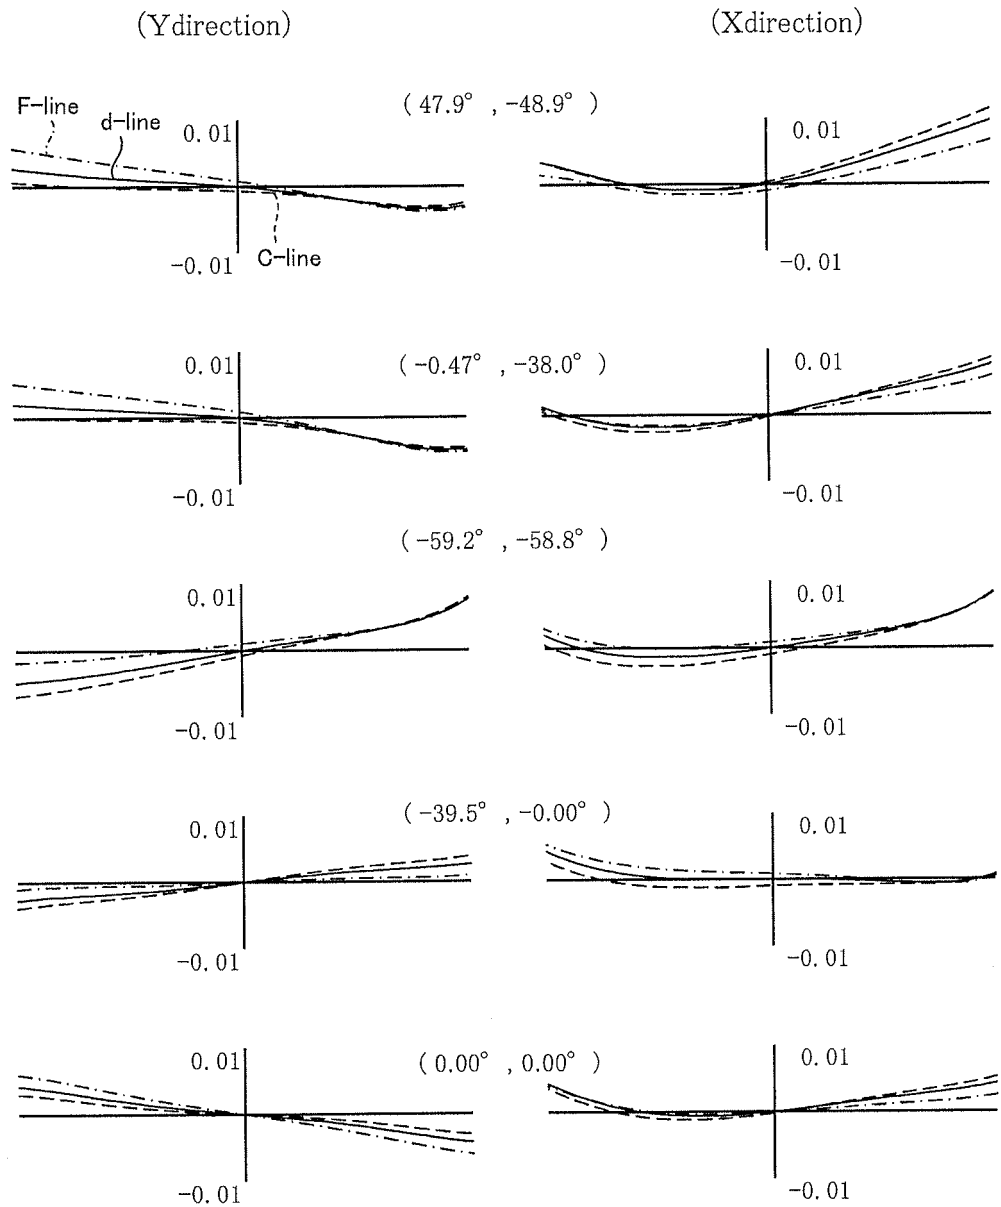 (Ydirection) (Xdirection)
(47.9° ,-48.9°)
F-line
d-line
0.01 0.01
C-line
-0.01 -0.01
0.01 (-0.47° ,-38.0°) 0.01
-0.01 -0.01
(-59.2° ,-58.8°)
0.01 0.01
-0.01 -0.01
(-39.5° ,-0.00°)
0.01 0.01
-0.01 -0.01
0.01 (0.00° ,0.00°) 0.01
-0.01 -0.01